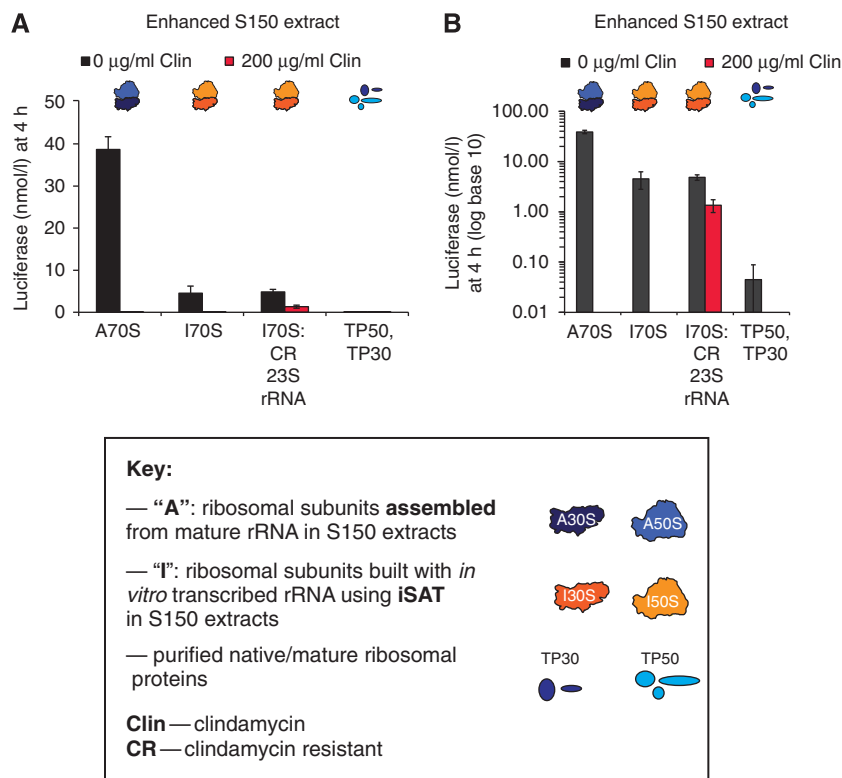 A
Enhanced S150 extract
0 µg/ml Clin
200 µg/ml Clin
Luciferase (nmol/l) at 4 h
50
40
30
20
10
0
A70S
I70S
I70S:
CR
23S
rRNA
TP50,
TP30
B
Enhanced S150 extract
0 µg/ml Clin
200 µg/ml Clin
Luciferase (nmol/l)
at 4 h (log base 10)
100.00
10.00
1.00
0.10
0.01
A70S
I70S
I70S:
CR
23S
rRNA
TP50,
TP30
Key:
— “A”: ribosomal subunits assembled
from mature rRNA in S150 extracts
A30S
A50S
— “I”: ribosomal subunits built with in
vitro transcribed rRNA using iSAT
in S150 extracts
I30S
I50S
— purified native/mature ribosomal
proteins
TP30
TP50
Clin — clindamycin
CR — clindamycin resistant